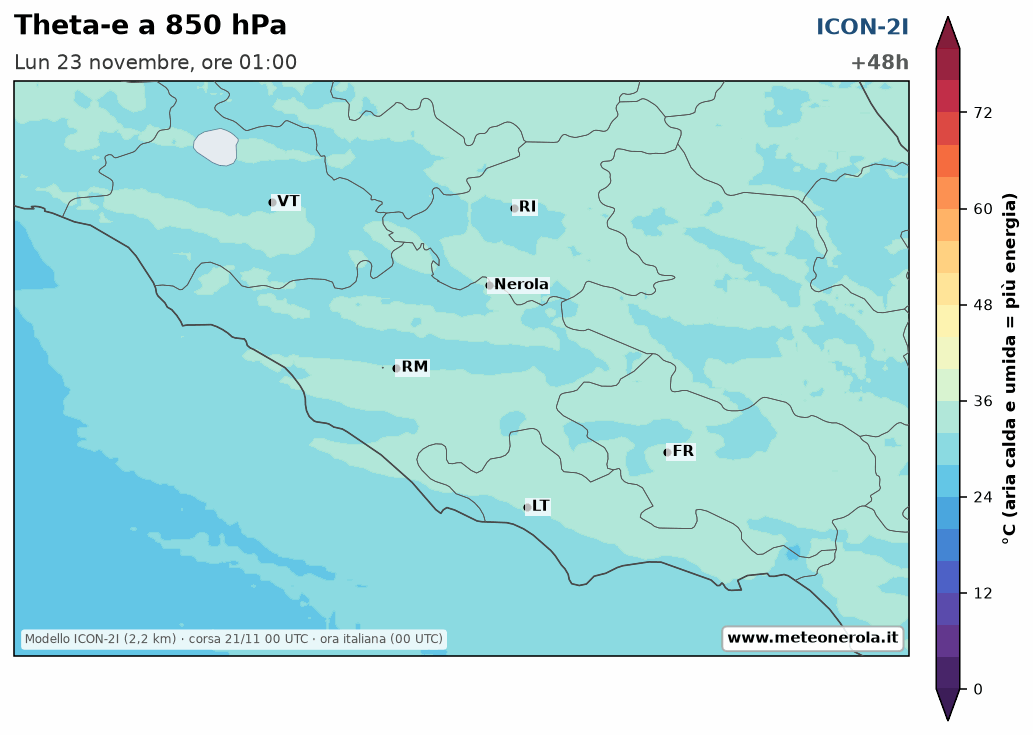 Theta-e a 850 hPa
ICON-2I
Lun 23 novembre, ore 01:00
+48h
VT
RI
Nerola
RM
FR
LT
Modello ICON-2I (2,2 km) · corsa 21/11 00 UTC · ora italiana (00 UTC)
www.meteonerola.it
72
60
48
36
24
12
0
°C (aria calda e umida = più energia)